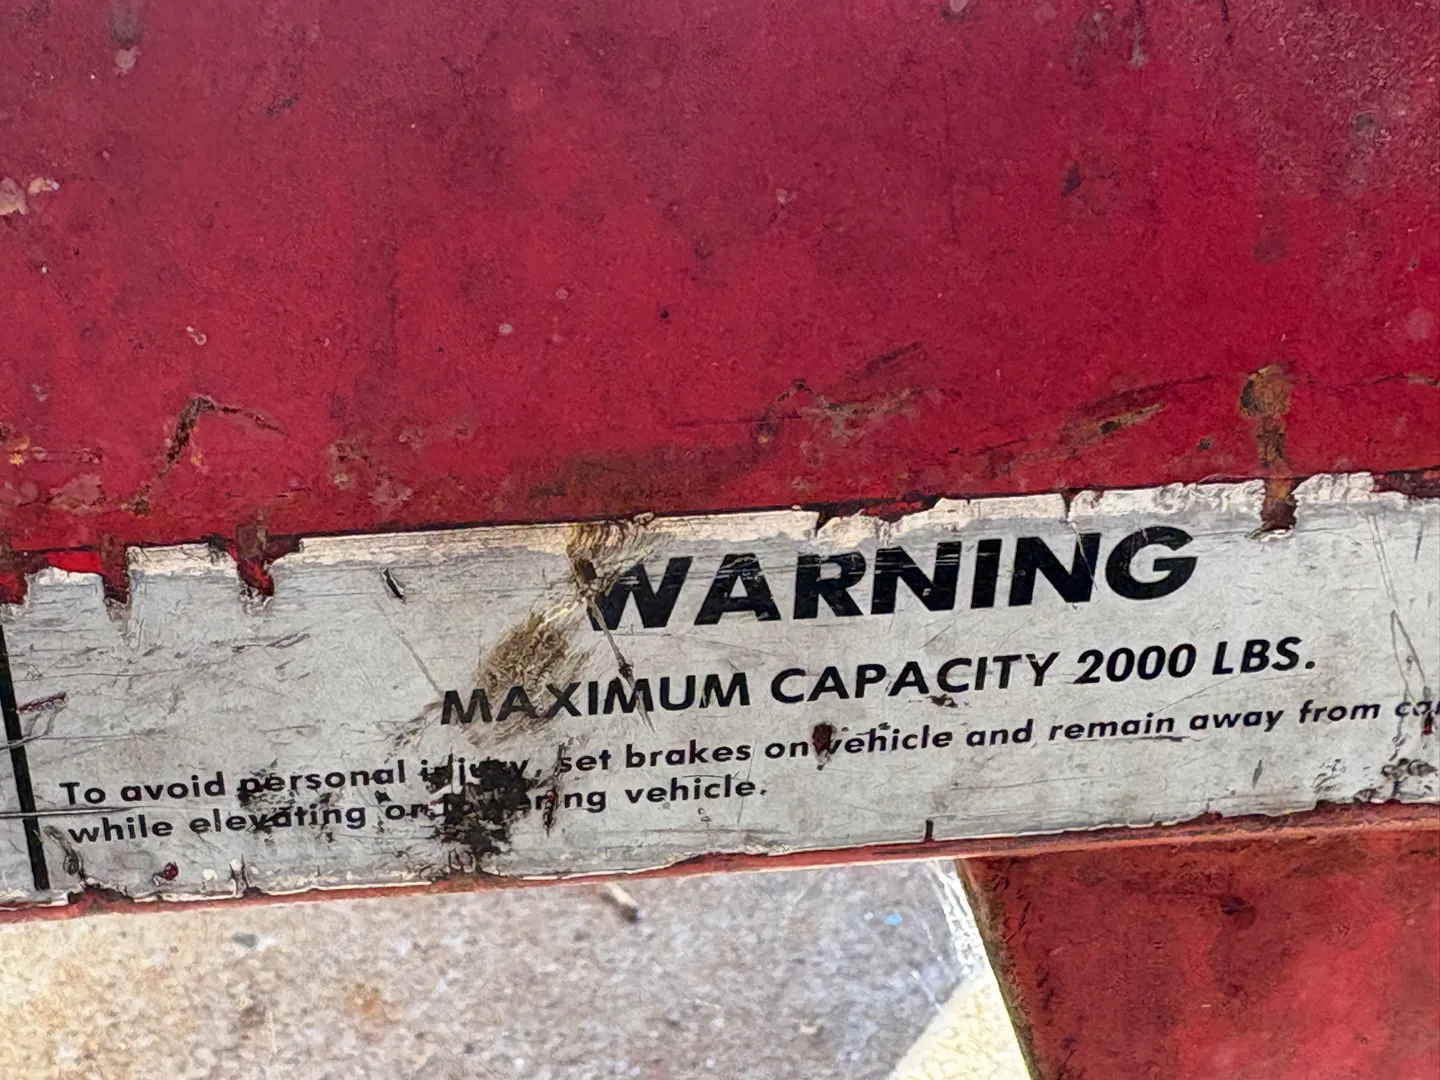 WARNING
MAXIMUM CAPACITY 2000 LBS.
To avoid personal injury, set brakes on vehicle and remain away from
while elevating or vehicle.